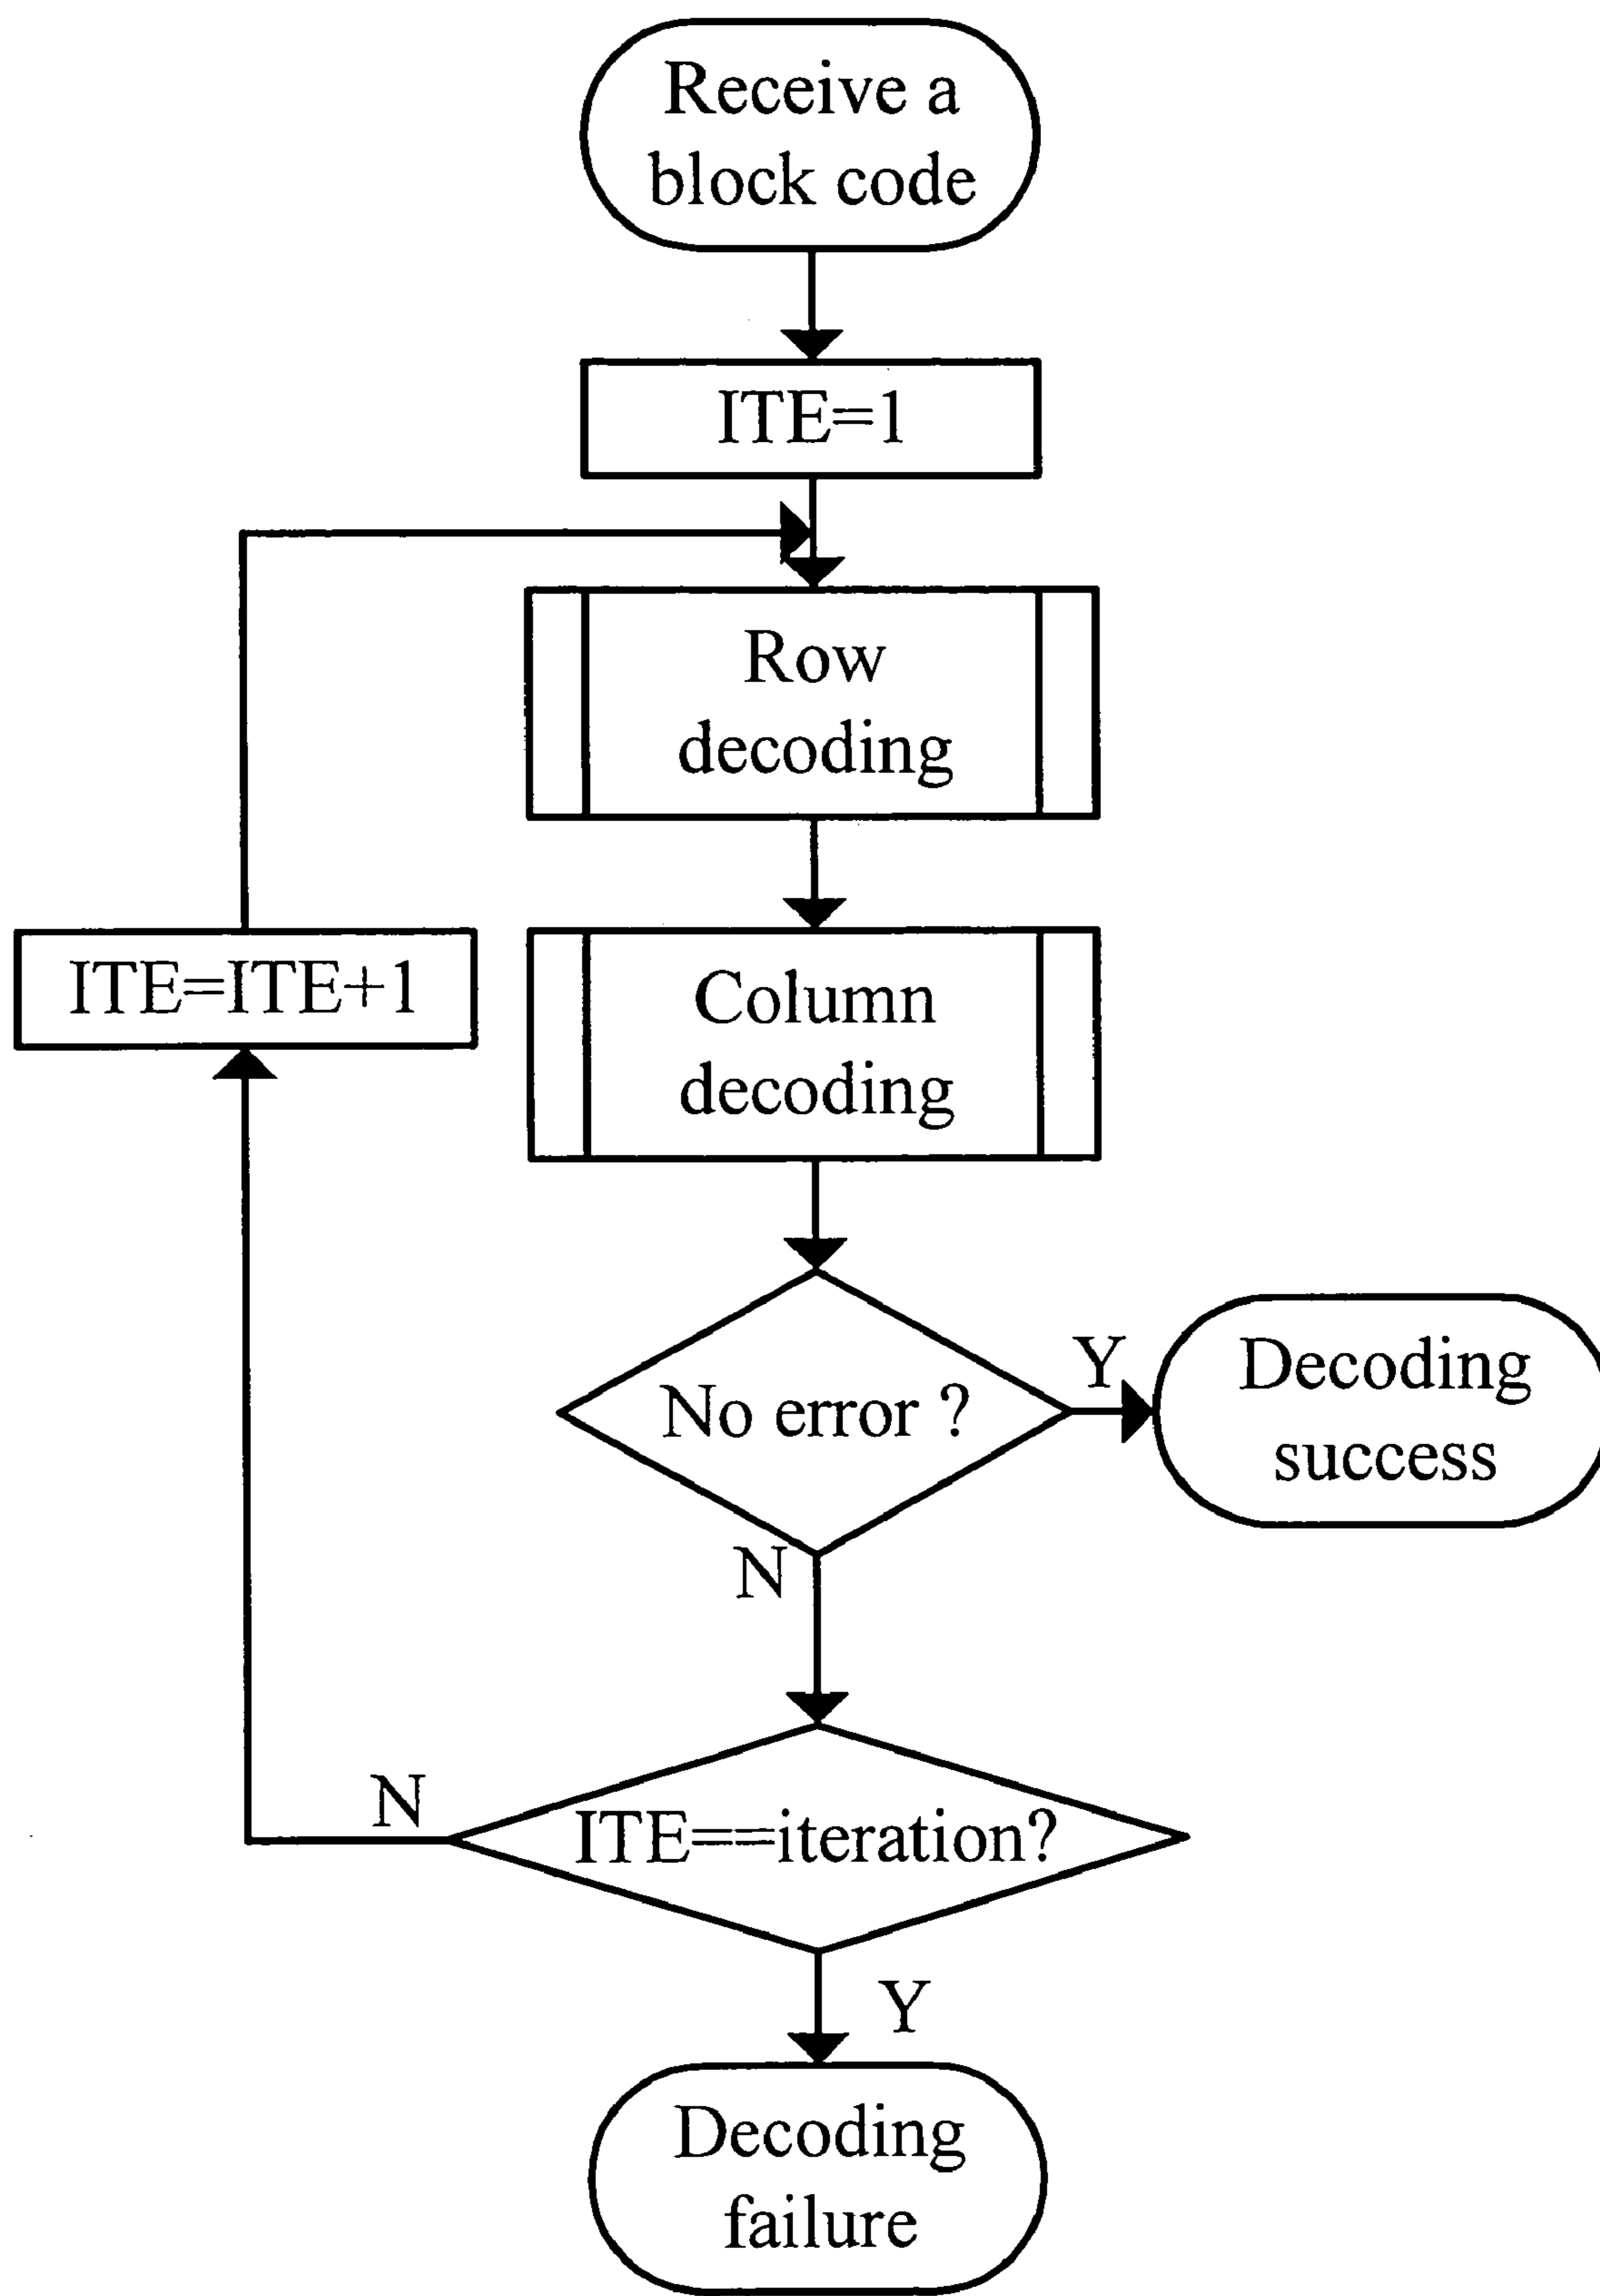 Receive a
block code
ITE=1
Row
decoding
ITE=ITE+1
Column
decoding
No error ?
Y
Decoding
success
N
N
ITE==iteration?
Y
Decoding
failure